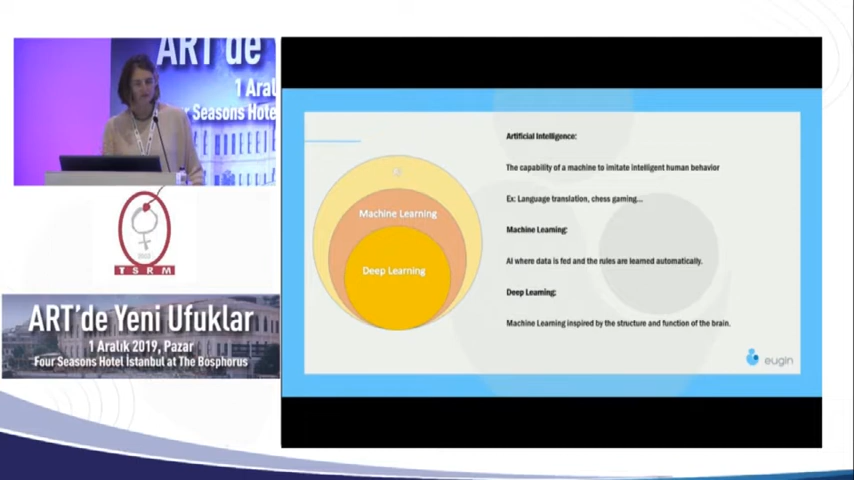 ART'de
1 Aral
r Seasons Hote
TSRM
ART'de Yeni Ufuklar
1 Aralık 2019, Pazar
Four Seasons Hotel İstanbul at The Bosphorus
Machine Learning
Deep Learning
Artificial Intelligence:
The capability of a machine to imitate intelligent human behavior
Ex: Language translation, chess gaming...
Machine Learning:
AI where data is fed and the rules are learned automatically.
Deep Learning:
Machine Learning inspired by the structure and function of the brain.
eugin